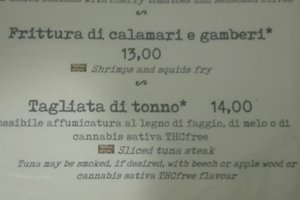 Frittura di calamari e gamberi*
13,00
Shrimps and squids fry
Tagliata di tonno* 14,00
possibile affumicatura al legno di faggio, di melo o di
cannabis sativa THCfree
Sliced tuna steak
Tuna may be smoked, if desired, with beech or apple wood or
cannabis sativa THCfree flavour